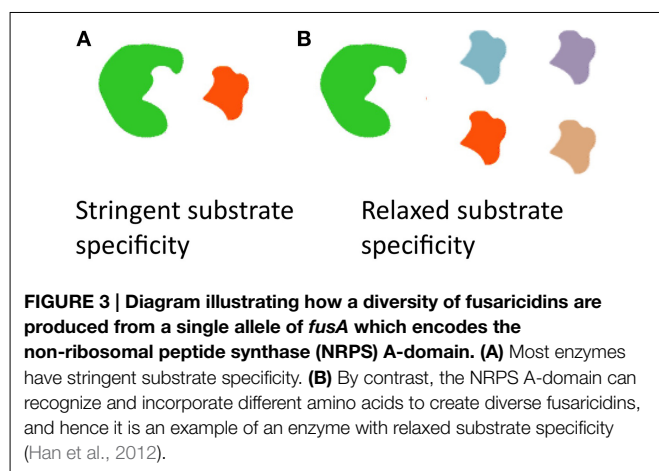 A
B
Stringent substrate
specificity
Relaxed substrate
specificity
FIGURE 3 | Diagram illustrating how a diversity of fusaricidins are
produced from a single allele of fusA which encodes the
non-ribosomal peptide synthase (NRPS) A-domain. (A) Most enzymes
have stringent substrate specificity. (B) By contrast, the NRPS A-domain can
recognize and incorporate different amino acids to create diverse fusaricidins,
and hence it is an example of an enzyme with relaxed substrate specificity
(Han et al., 2012).